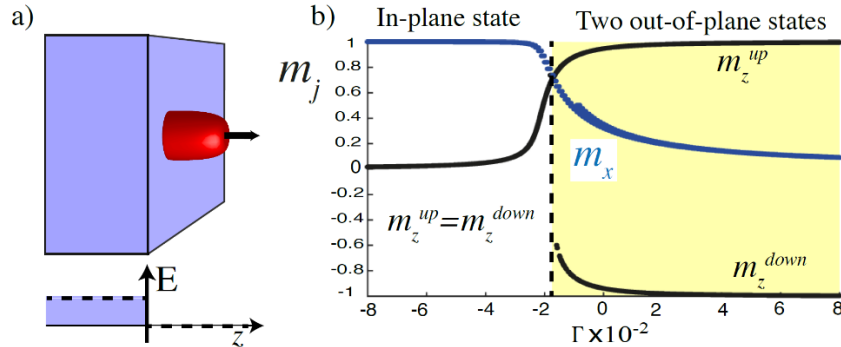 a)
E
z
b)
In-plane state
Two out-of-plane states
m_j
1
0.8
0.6
0.4
0.2
0
-0.2
-0.4
-0.6
-0.8
-1
m_z^up
m_x
m_z^up=m_z^down
m_z^down
-8 -6 -4 -2 0 2 4 6 8
Γ×10^-2